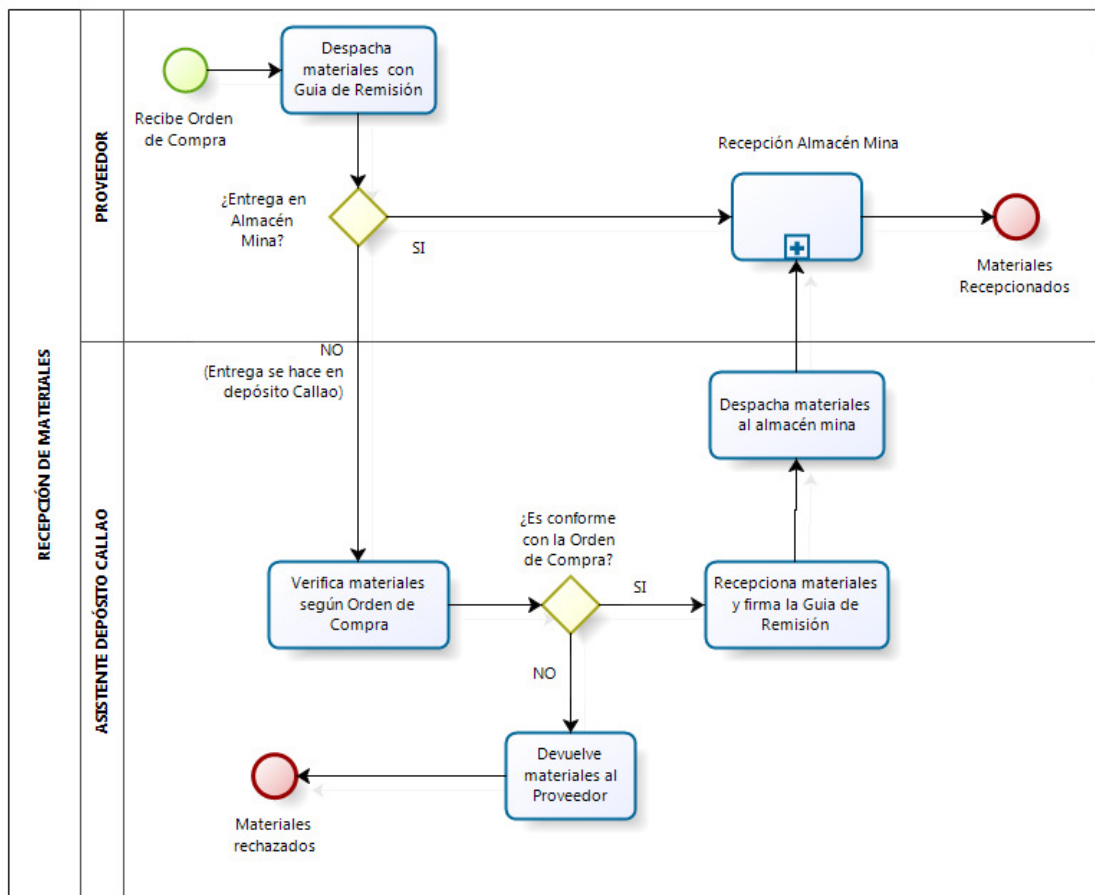 RECEPCIÓN DE MATERIALES
PROVEEDOR
Recibe Orden
de Compra
Despacha
materiales con
Guia de Remisión
¿Entrega en
Almacén
Mina?
SI
Recepción Almacén Mina
Materiales
Recepcionados
ASISTENTE DEPÓSITO CALLAO
NO
(Entrega se hace en
depósito Callao)
Verifica materiales
según Orden de
Compra
¿Es conforme
con la Orden
de Compra?
SI
Recepciona materiales
y firma la Guia de
Remisión
Despacha materiales
al almacén mina
NO
Devuelve
materiales al
Proveedor
Materiales
rechazados